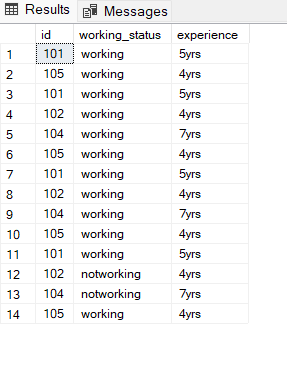 Results Messages
id working_status experience
1 101 working 5yrs
2 105 working 4yrs
3 101 working 5yrs
4 102 working 4yrs
5 104 working 7yrs
6 105 working 4yrs
7 101 working 5yrs
8 102 working 4yrs
9 104 working 7yrs
10 105 working 4yrs
11 101 working 5yrs
12 102 notworking 4yrs
13 104 notworking 7yrs
14 105 working 4yrs